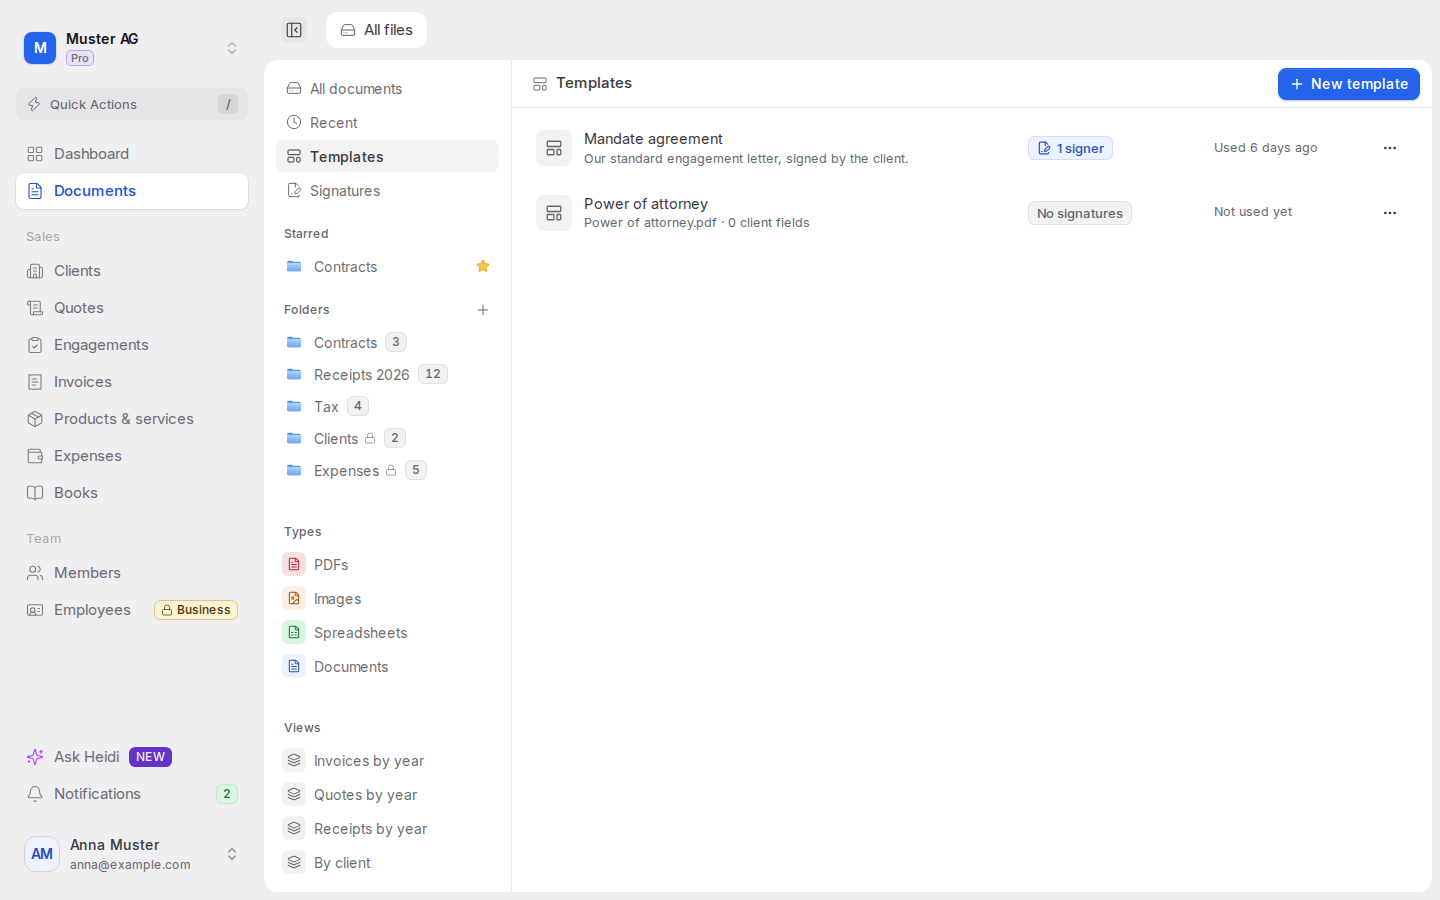 M
Muster AG
Pro
Quick Actions
/
Dashboard
Documents
Sales
Clients
Quotes
Engagements
Invoices
Products & services
Expenses
Books
Team
Members
Employees
Business
Ask Heidi
NEW
Notifications
2
AM
Anna Muster
anna@example.com
All files
All documents
Recent
Templates
Signatures
Starred
Contracts
Folders
Contracts 3
Receipts 2026 12
Tax 4
Clients 2
Expenses 5
Types
PDFs
Images
Spreadsheets
Documents
Views
Invoices by year
Quotes by year
Receipts by year
By client
Templates
New template
Mandate agreement
Our standard engagement letter, signed by the client.
1 signer
Used 6 days ago
Power of attorney
Power of attorney.pdf · 0 client fields
No signatures
Not used yet